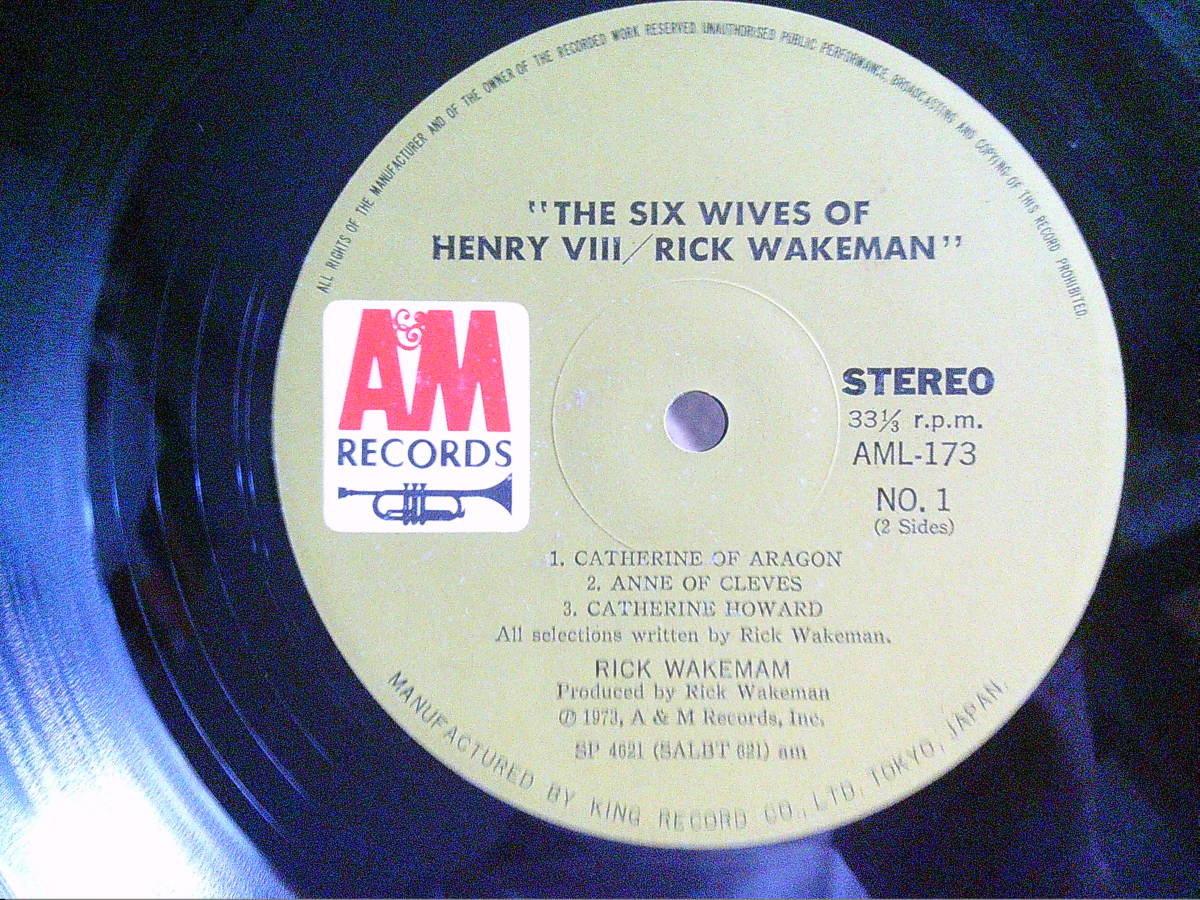 ALL RIGHTS OF THE MANUFACTURER AND OF THE OWNER OF THE RECORDED WORK RESERVED UNAUTHORISED PUBLIC PERFORMANCE, BROADCASTING AND COPYING OF THIS RECORD PROHIBITED.
"THE SIX WIVES OF
HENRY VIII/RICK WAKEMAN"
A&M
RECORDS
STEREO
33⅓ r.p.m.
AML-173
NO. 1
(2 Sides)
1. CATHERINE OF ARAGON
2. ANNE OF CLEVES
3. CATHERINE HOWARD
All selections written by Rick Wakeman.
RICK WAKEMAM
Produced by Rick Wakeman
℗ 1973, A & M Records, Inc.
SP 4621 (SALBT 621) am
MANUFACTURED BY KING RECORD CO., LTD. TOKYO, JAPAN.